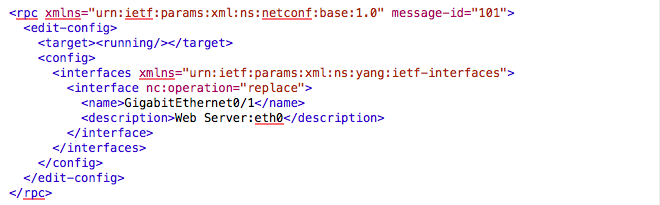 <rpc xmlns="urn:ietf:params:xml:ns:netconf:base:1.0" message-id="101">
  <edit-config>
    <target><running/></target>
    <config>
      <interfaces xmlns="urn:ietf:params:xml:ns:yang:ietf-interfaces">
        <interface nc:operation="replace">
          <name>GigabitEthernet0/1</name>
          <description>Web Server:eth0</description>
        </interface>
      </interfaces>
    </config>
  </edit-config>
</rpc>